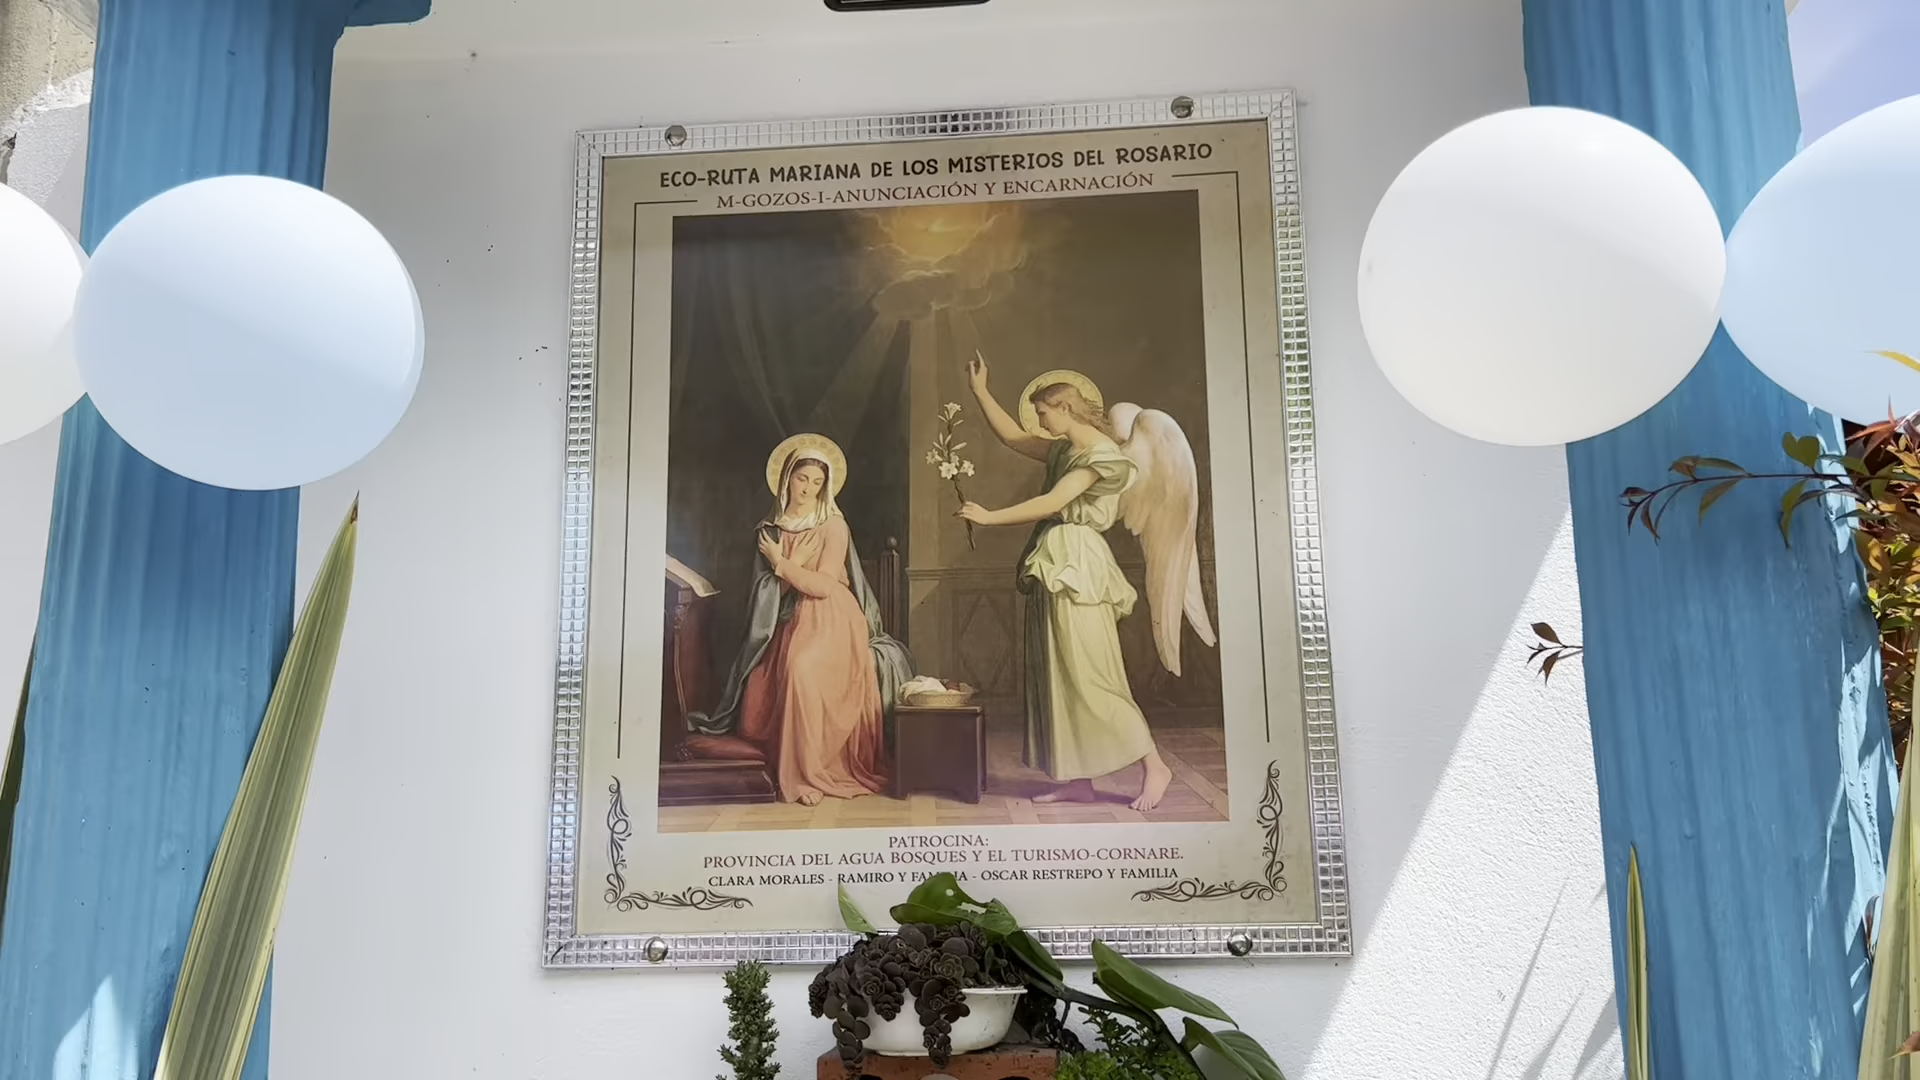 ECO-RUTA MARIANA DE LOS MISTERIOS DEL ROSARIO
M-GOZOS-I-ANUNCIACIÓN Y ENCARNACIÓN
PATROCINA:
PROVINCIA DEL AGUA BOSQUES Y EL TURISMO-CORNARE.
CLARA MORALES - RAMIRO Y FAMILIA - OSCAR RESTREPO Y FAMILIA